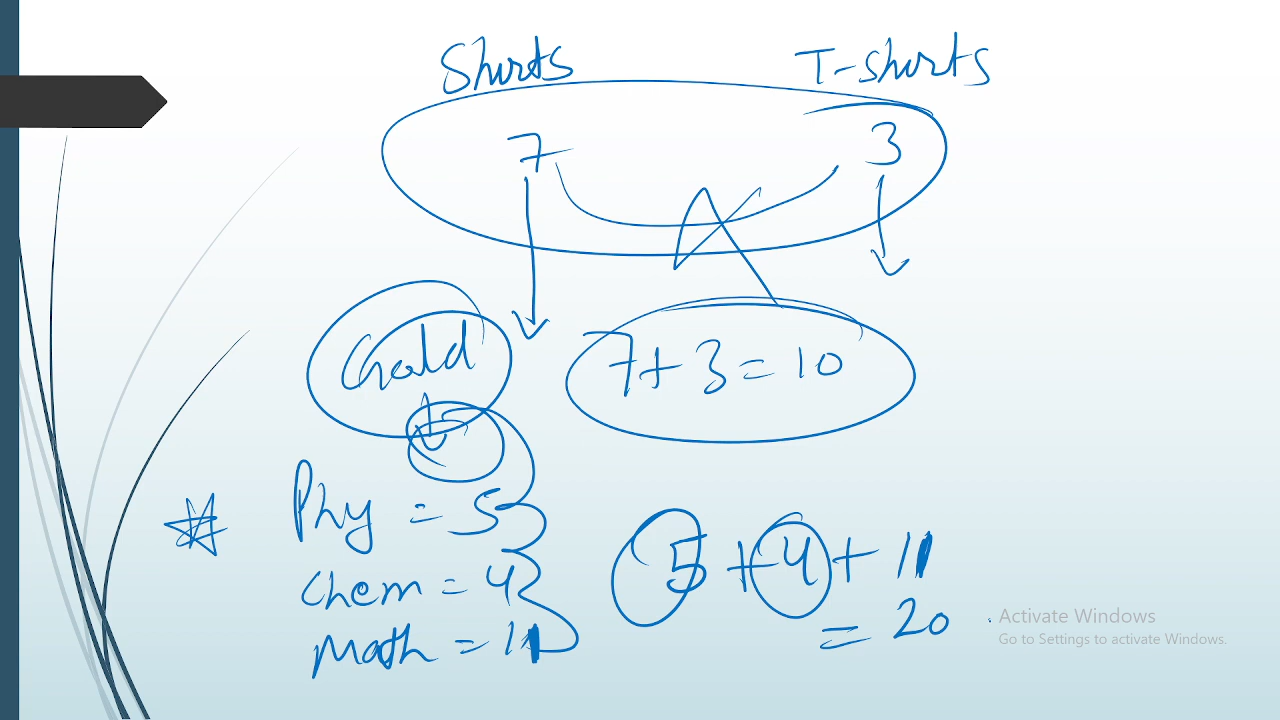 Shirts T-shirts
7 3
Gold 7+3=10
Phy = 5
Chem = 4
Math = 11
5+4+11
= 20
Activate Windows
Go to Settings to activate Windows.